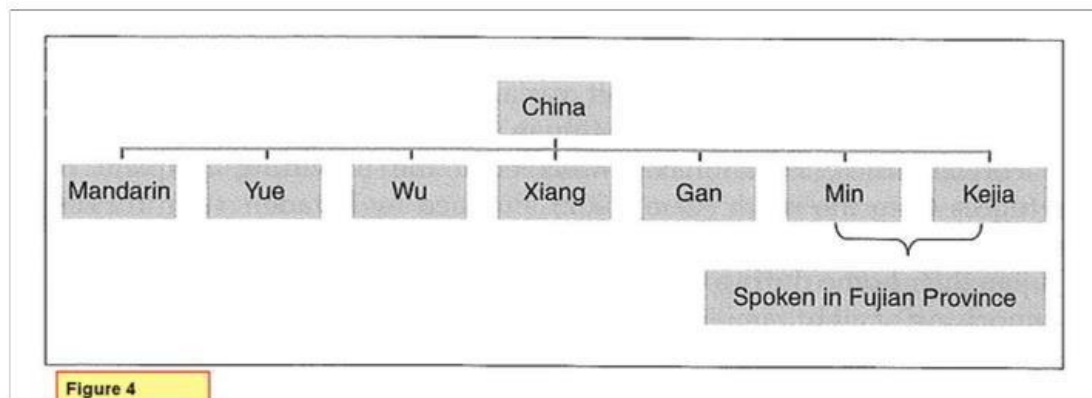 China
Mandarin Yue Wu Xiang Gan Min Kejia
Spoken in Fujian Province
Figure 4